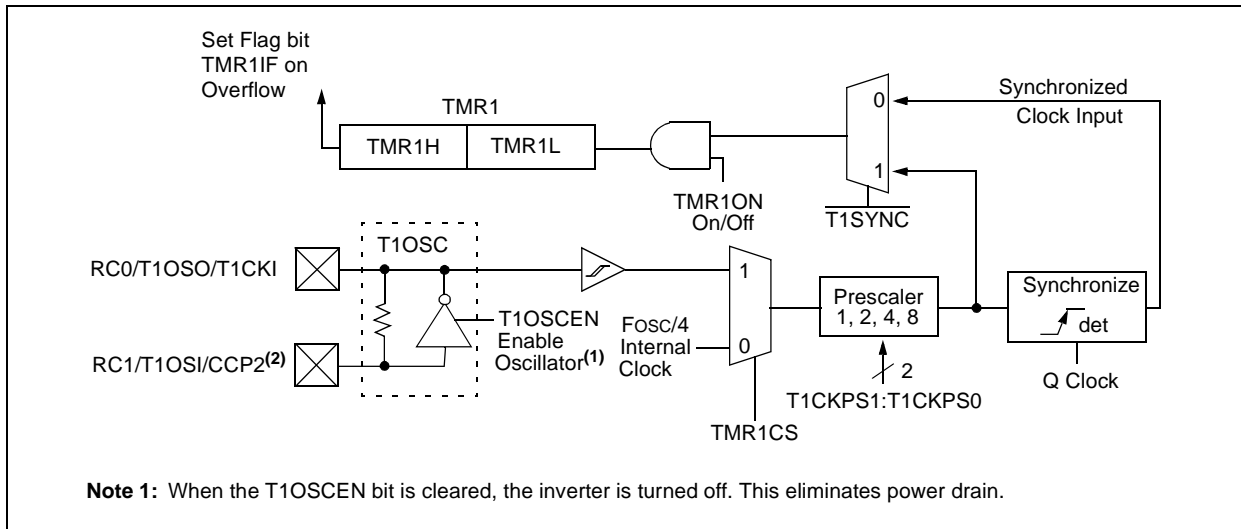 Set Flag bit
TMR1IF on
Overflow
TMR1
TMR1H
TMR1L
TMR1ON
On/Off
0
1
T1SYNC
Synchronized
Clock Input
RC0/T1OSO/T1CKI
T1OSC
RC1/T1OSI/CCP2(2)
T1OSCEN
Enable
Oscillator(1)
FOSC/4
Internal
Clock
1
0
TMR1CS
Prescaler
1, 2, 4, 8
2
T1CKPS1:T1CKPS0
Synchronize
det
Q Clock
Note 1: When the T1OSCEN bit is cleared, the inverter is turned off. This eliminates power drain.